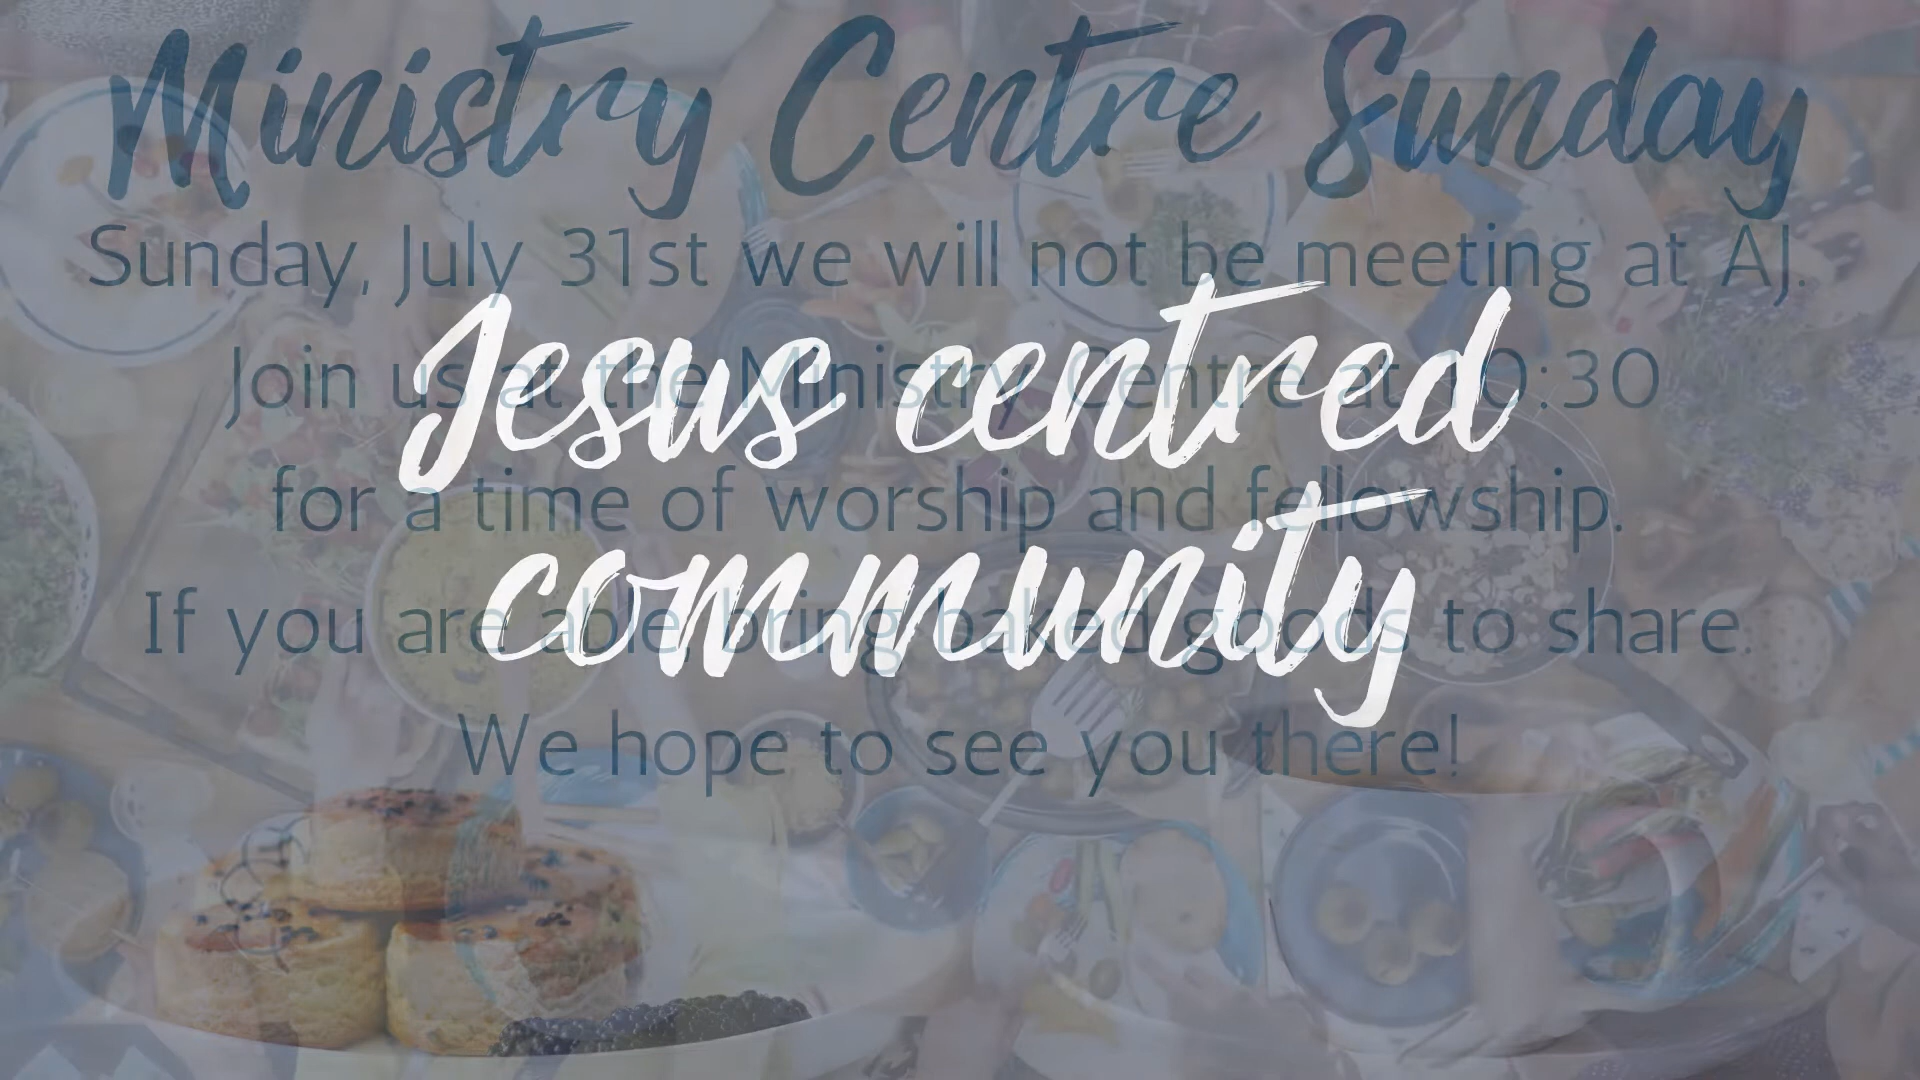 Ministry Centre Sunday
Sunday, July 31st we will not be meeting at AJ.
Join us at the Ministry Centre at 10:30
for a time of worship and fellowship.
If you are able, bring baked goods to share.
We hope to see you there!
Jesus centred
community